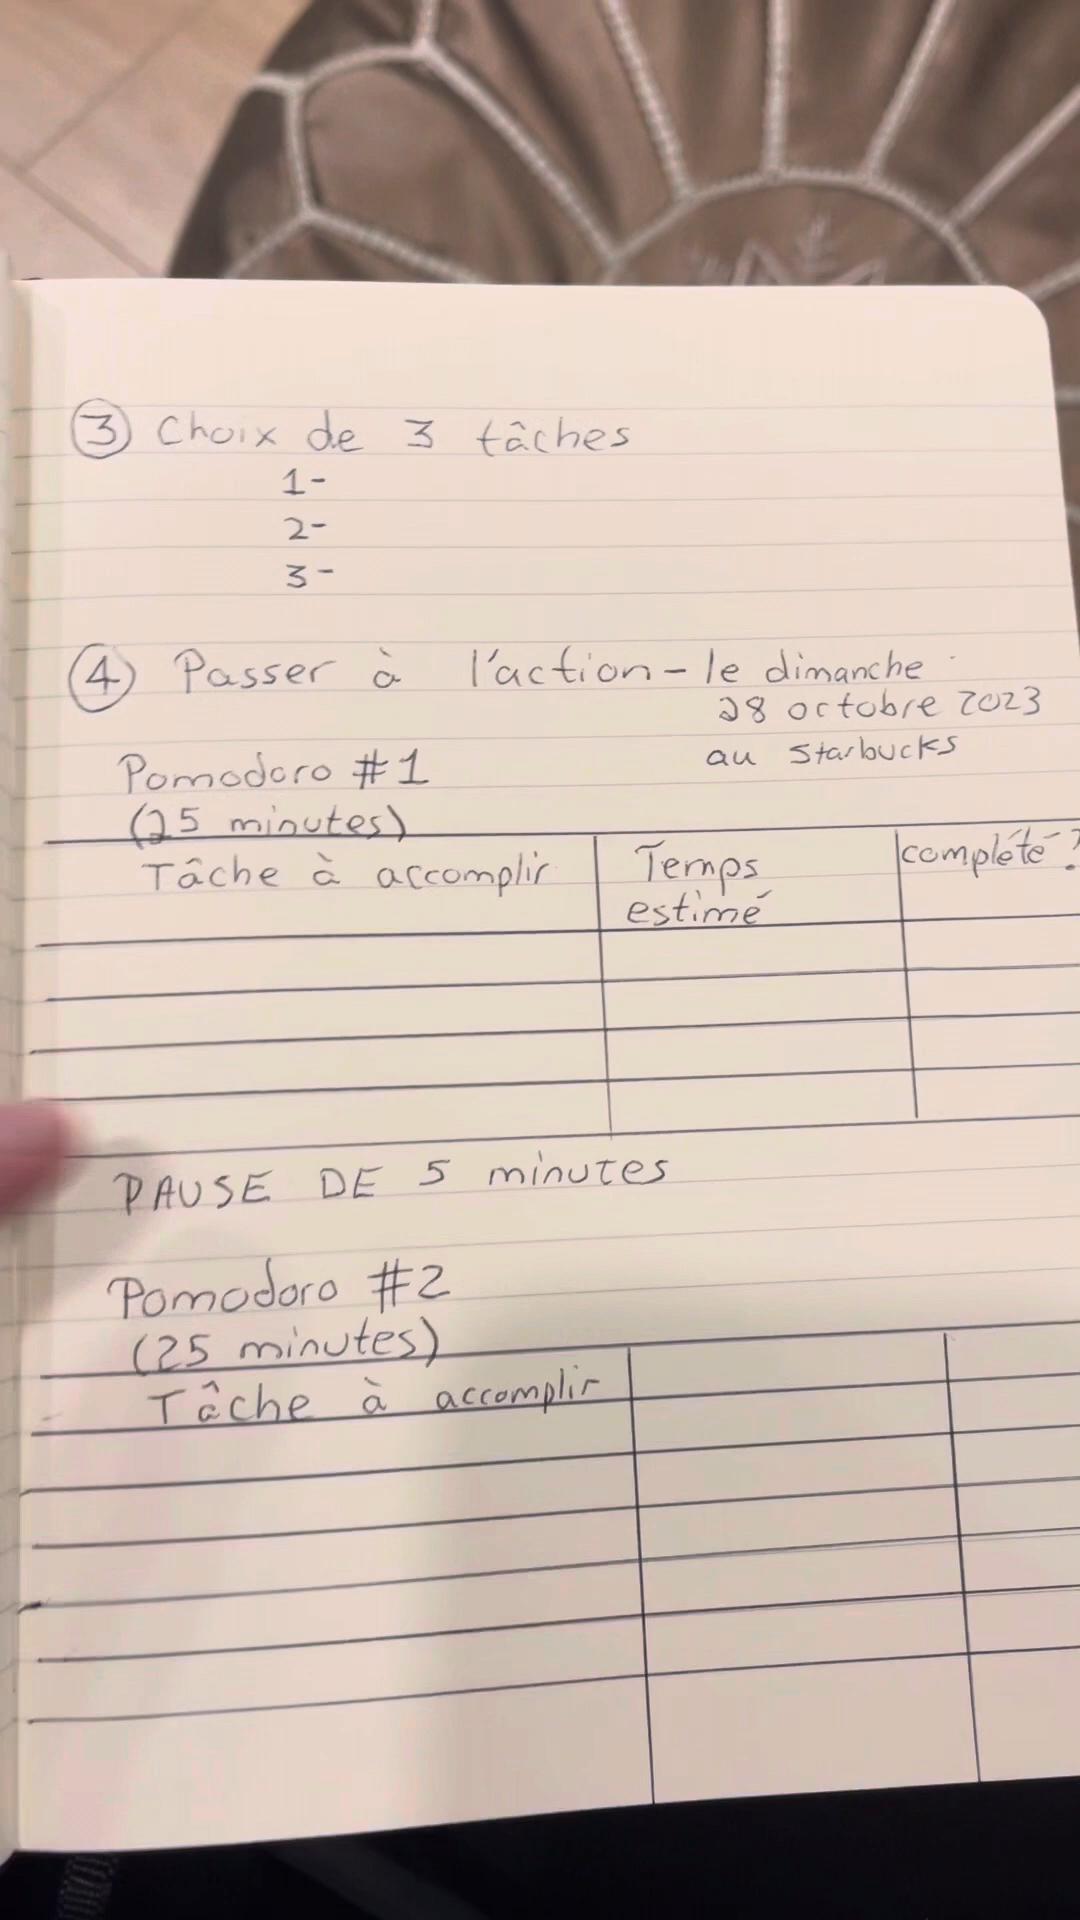 ③ Choix de 3 tâches
1-
2-
3-
④ Passer à l'action - le dimanche
28 octobre 2023
au Starbucks
Pomodoro #1
(25 minutes)
Tâche à accomplir Temps estimé complété ?
PAUSE DE 5 minutes
Pomodoro #2
(25 minutes)
Tâche à accomplir